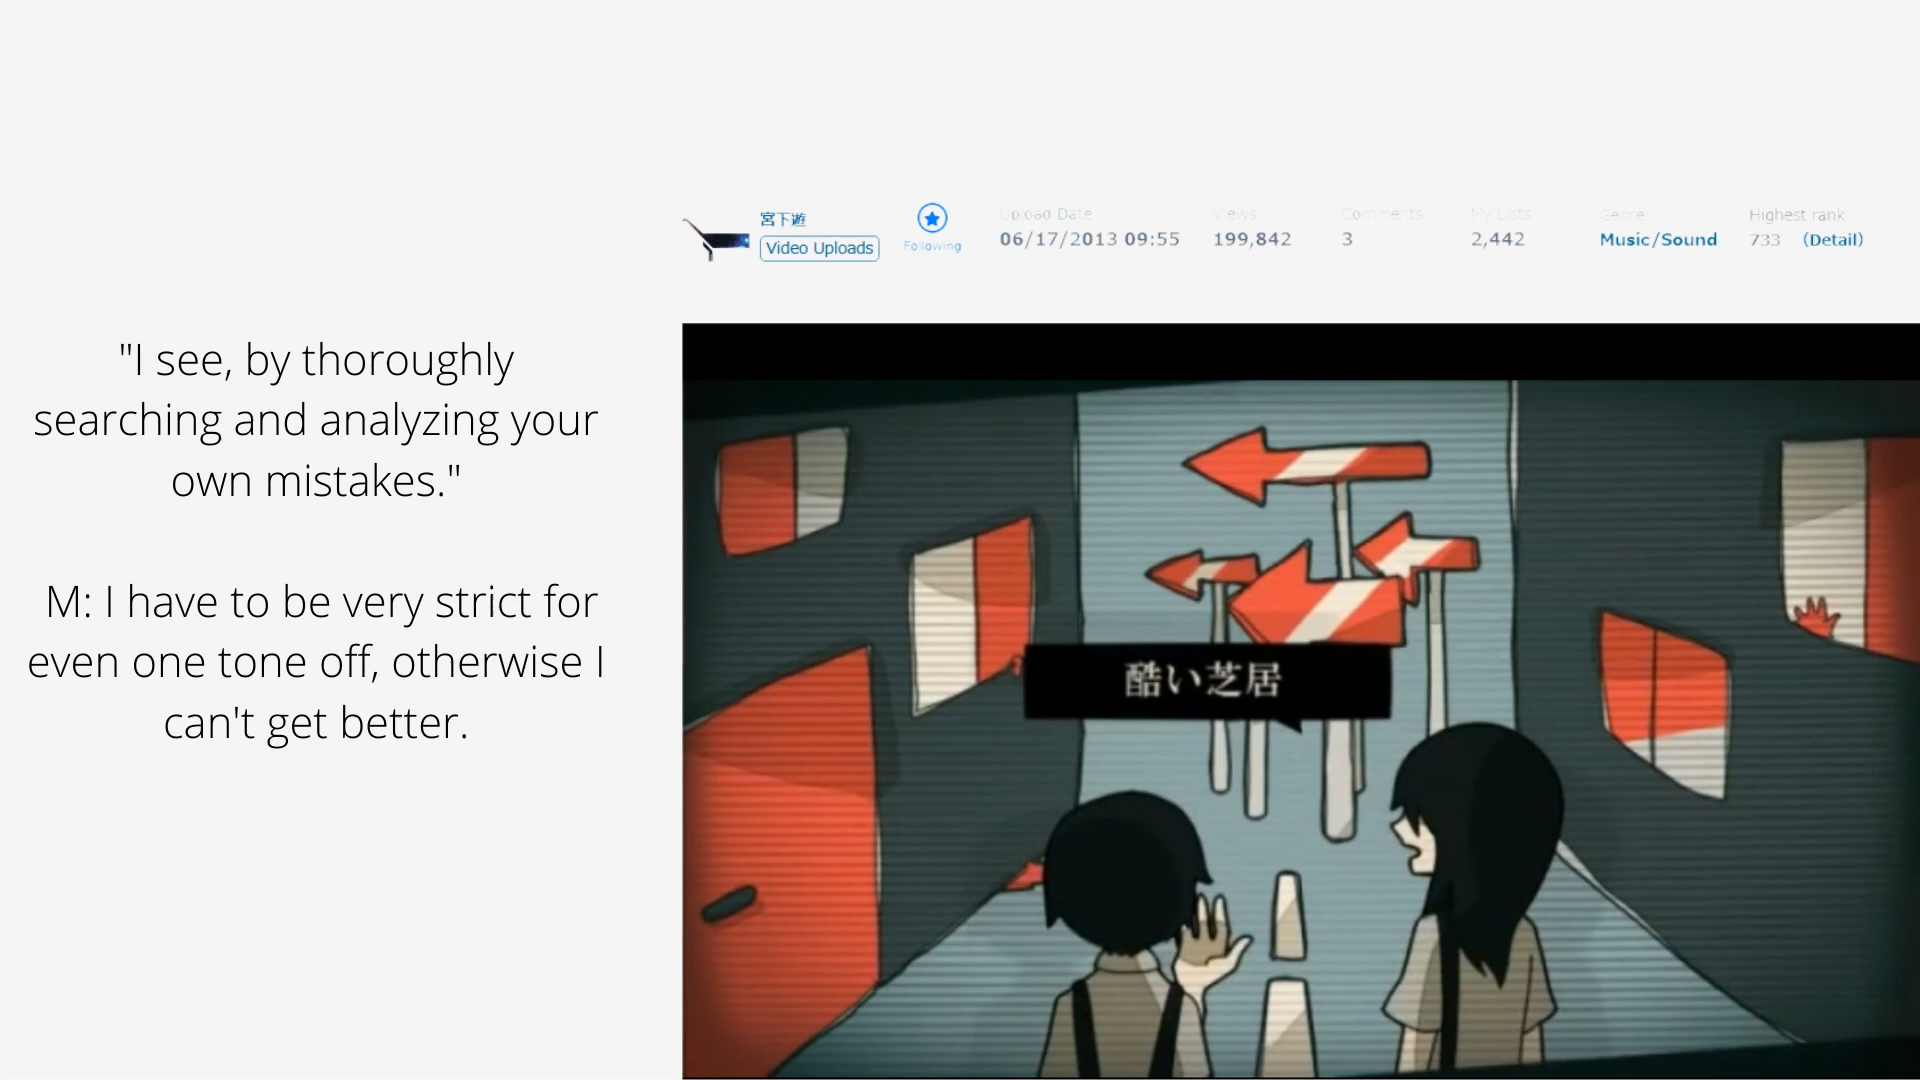 宮下遊
Video Uploads
Following
Upload Date
06/17/2013 09:55
Views
199,842
Comments
3
My Lists
2,442
Genre
Music/Sound
Highest rank
733 (Detail)
"I see, by thoroughly
searching and analyzing your
own mistakes."
M: I have to be very strict for
even one tone off, otherwise I
can't get better.
酷い芝居